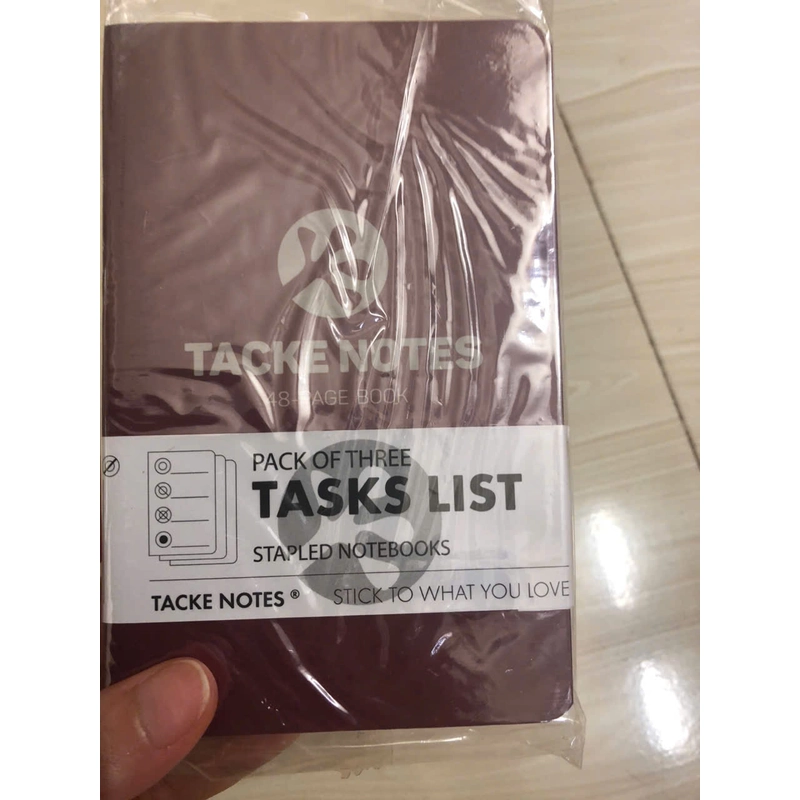 TACKE NOTES
48-PAGE BOOK
PACK OF THREE
TASKS LIST
STAPLED NOTEBOOKS
TACKE NOTES ® STICK TO WHAT YOU LOVE